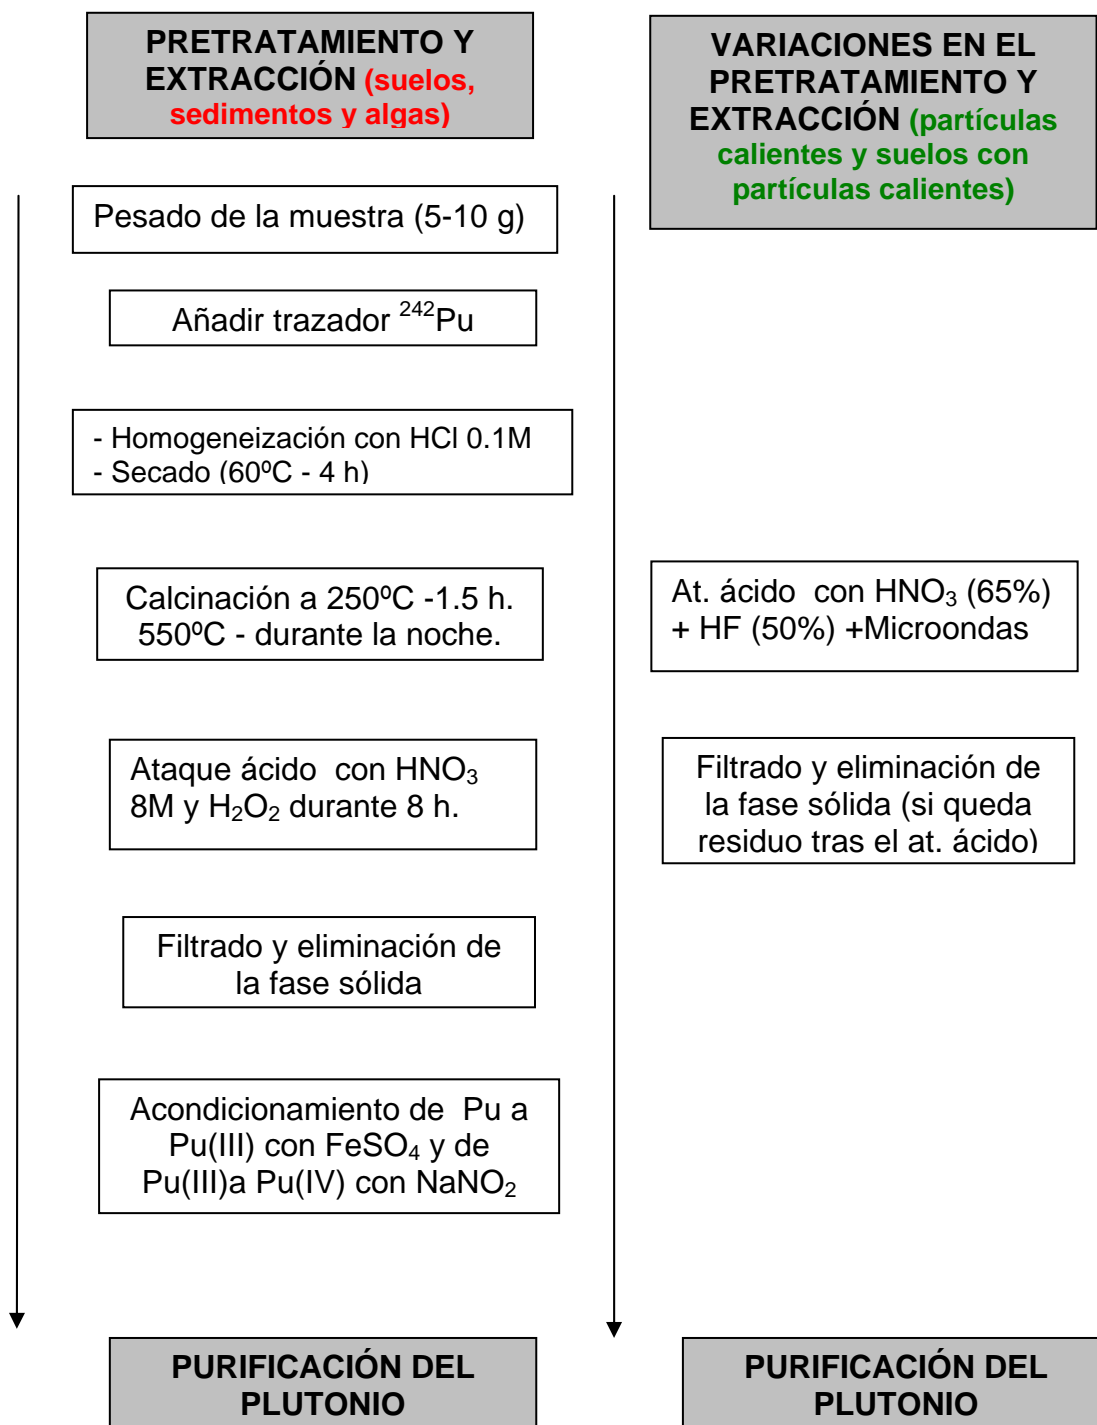 PRETRATAMIENTO Y
EXTRACCIÓN (suelos,
sedimentos y algas)
Pesado de la muestra (5-10 g)
Añadir trazador ²⁴²Pu
- Homogeneización con HCl 0.1M
- Secado (60ºC - 4 h)
Calcinación a 250ºC -1.5 h.
550ºC - durante la noche.
Ataque ácido con HNO₃
8M y H₂O₂ durante 8 h.
Filtrado y eliminación de
la fase sólida
Acondicionamiento de Pu a
Pu(III) con FeSO₄ y de
Pu(III)a Pu(IV) con NaNO₂
PURIFICACIÓN DEL
PLUTONIO
VARIACIONES EN EL
PRETRATAMIENTO Y
EXTRACCIÓN (partículas
calientes y suelos con
partículas calientes)
At. ácido con HNO₃ (65%)
+ HF (50%) +Microondas
Filtrado y eliminación de
la fase sólida (si queda
residuo tras el at. ácido)
PURIFICACIÓN DEL
PLUTONIO